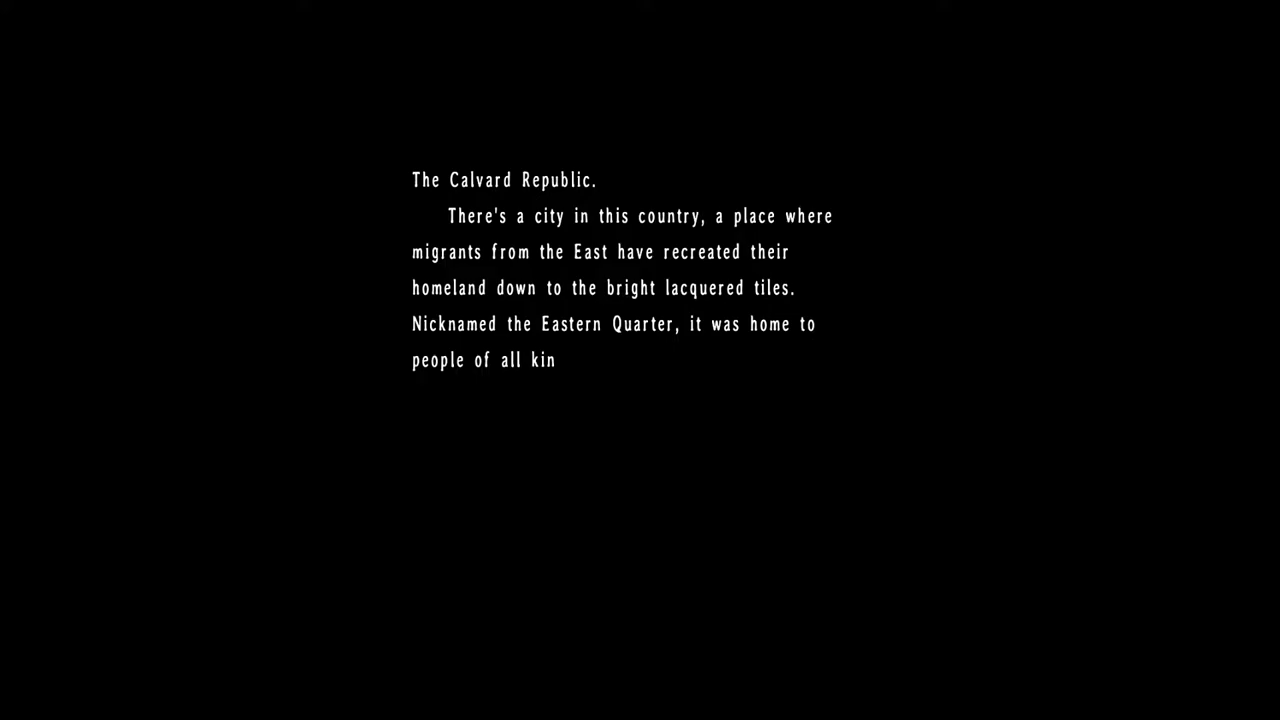 The Calvard Republic.
There's a city in this country, a place where
migrants from the East have recreated their
homeland down to the bright lacquered tiles.
Nicknamed the Eastern Quarter, it was home to
people of all kin